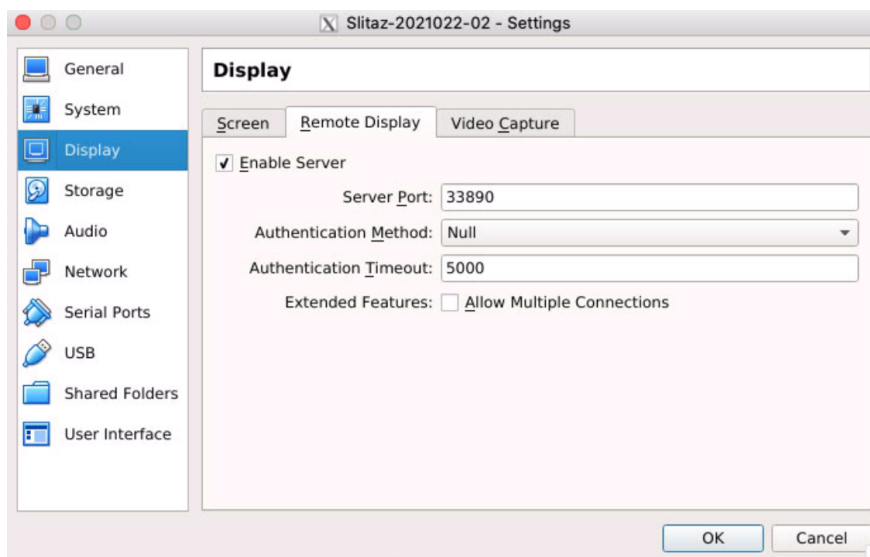 Slitaz-2021022-02 - Settings
General
System
Display
Storage
Audio
Network
Serial Ports
USB
Shared Folders
User Interface
Display
Screen
Remote Display
Video Capture
Enable Server
Server Port: 33890
Authentication Method: Null
Authentication Timeout: 5000
Extended Features: Allow Multiple Connections
OK
Cancel